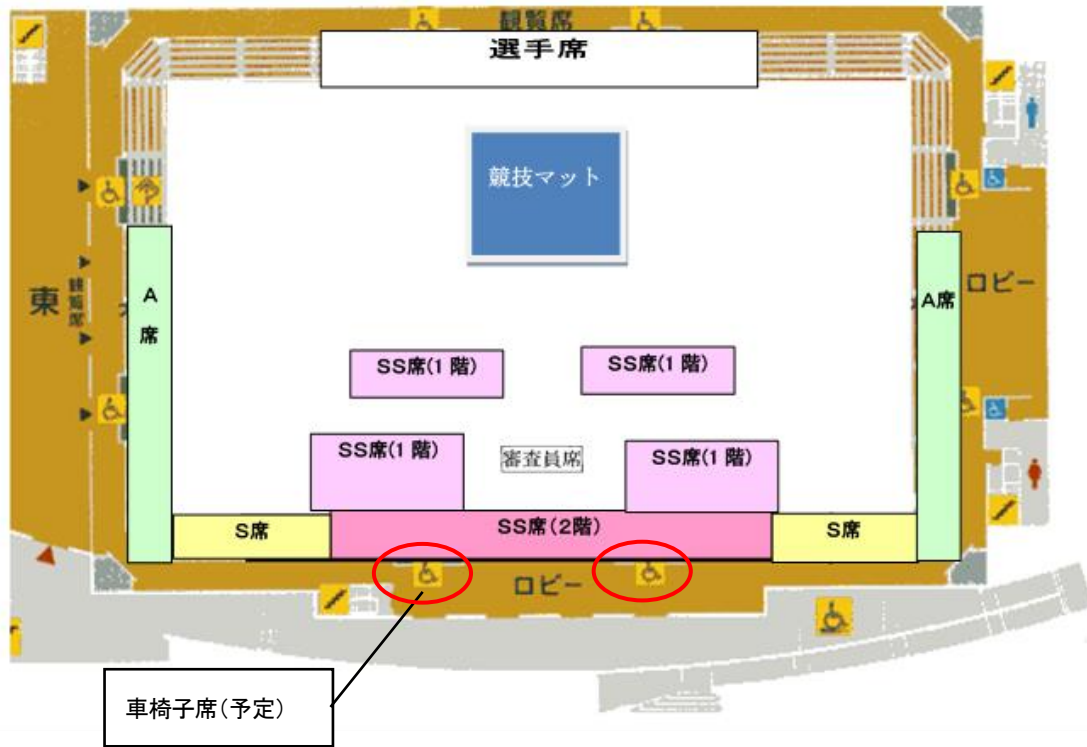 観覧席
選手席
競技マット
東
観覧席
A
席
ロビー
A席
SS席(1階)
SS席(1階)
SS席(1階)
審査員席
SS席(1階)
S席
SS席(2階)
S席
ロビー
車椅子席(予定)